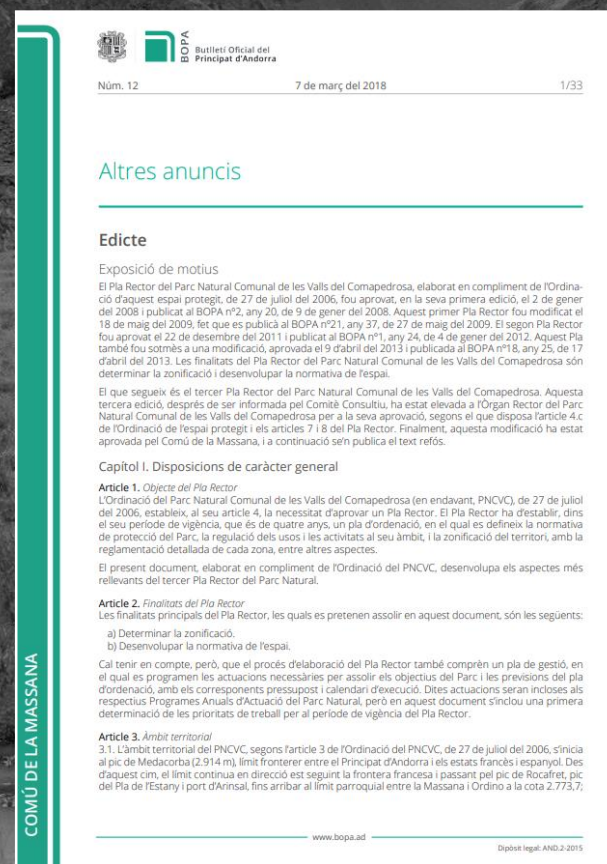 BOPA
Butlletí Oficial del
Principat d'Andorra
Núm. 12
7 de març del 2018
1/33
Altres anuncis
Edicte
Exposició de motius
El Pla Rector del Parc Natural Comunal de les Valls del Comapedrosa, elaborat en compliment de l'Ordina-
ció d'aquest espai protegit, de 27 de juliol del 2006, fou aprovat, en la seva primera edició, el 2 de gener
del 2008 i publicat al BOPA nº2, any 20, de 9 de gener del 2008. Aquest primer Pla Rector fou modificat el
18 de maig del 2009, fet que es publicà al BOPA nº21, any 37, de 27 de maig del 2009. El segon Pla Rector
fou aprovat el 22 de desembre del 2011 i publicat al BOPA nº1, any 24, de 4 de gener del 2012. Aquest Pla
també fou sotmès a una modificació, aprovada el 9 d'abril del 2013 i publicada al BOPA nº18, any 25, de 17
d'abril del 2013. Les finalitats del Pla Rector del Parc Natural Comunal de les Valls del Comapedrosa són
determinar la zonificació i desenvolupar la normativa de l'espai.
El que segueix és el tercer Pla Rector del Parc Natural Comunal de les Valls del Comapedrosa. Aquesta
tercera edició, després de ser informada pel Comitè Consultiu, ha estat elevada a l'Òrgan Rector del Parc
Natural Comunal de les Valls del Comapedrosa per a la seva aprovació, segons el que disposa l'article 4.c
de l'Ordinació de l'espai protegit i els articles 7 i 8 del Pla Rector. Finalment, aquesta modificació ha estat
aprovada pel Comú de la Massana, i a continuació se'n publica el text refós.
Capítol I. Disposicions de caràcter general
Article 1. Objecte del Pla Rector
L'Ordinació del Parc Natural Comunal de les Valls del Comapedrosa (en endavant, PNCVC), de 27 de juliol
del 2006, estableix, al seu article 4, la necessitat d'aprovar un Pla Rector. El Pla Rector ha d'establir, dins
el seu període de vigència, que és de quatre anys, un pla d'ordenació, en el qual es defineix la normativa
de protecció del Parc, la regulació dels usos i les activitats al seu àmbit, i la zonificació del territori, amb la
reglamentació detallada de cada zona, entre altres aspectes.
El present document, elaborat en compliment de l'Ordinació del PNCVC, desenvolupa els aspectes més
rellevants del tercer Pla Rector del Parc Natural.
Article 2. Finalitats del Pla Rector
Les finalitats principals del Pla Rector, les quals es pretenen assolir en aquest document, són les següents:
a) Determinar la zonificació.
b) Desenvolupar la normativa de l'espai.
Cal tenir en compte, però, que el procés d'elaboració del Pla Rector també comprèn un pla de gestió, en
el qual es programen les actuacions necessàries per assolir els objectius del Parc i les previsions del pla
d'ordenació, amb els corresponents pressupost i calendari d'execució. Dites actuacions seran incloses als
respectius Programes Anuals d'Actuació del Parc Natural, però en aquest document s'inclou una primera
determinació de les prioritats de treball per al període de vigència del Pla Rector.
Article 3. Àmbit territorial
3.1. L'àmbit territorial del PNCVC, segons l'article 3 de l'Ordinació del PNCVC, de 27 de juliol del 2006, s'inicia
al pic de Medacorba (2.914 m), límit fronterer entre el Principat d'Andorra i els estats francès i espanyol. Des
d'aquest cim, el límit continua en direcció est seguint la frontera francesa i passant pel pic de Rocafret, pic
del Pla de l'Estany i port d'Arinsal, fins arribar al límit parroquial entre la Massana i Ordino a la cota 2.773,7;
COMÚ DE LA MASSANA
www.bopa.ad
Dipòsit legal: AND.2-2015